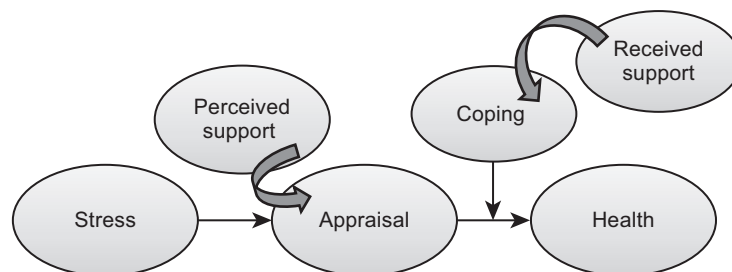 Received
support
Perceived
support
Coping
Stress
Appraisal
Health